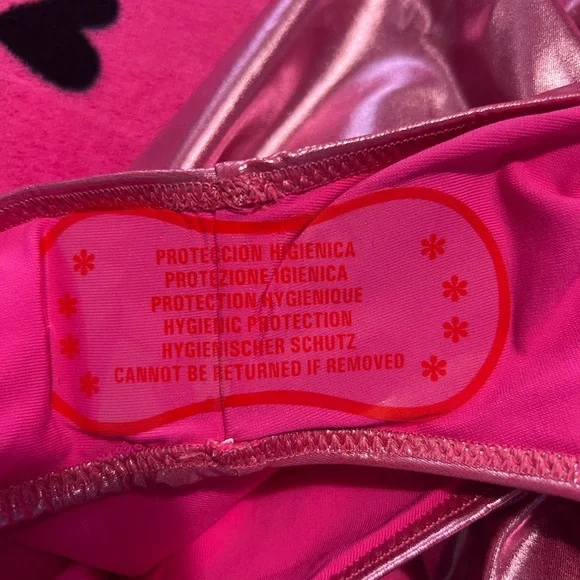 PROTECCION HIGIENICA
PROTEZIONE IGIENICA
PROTECTION HYGIENIQUE
HYGIENIC PROTECTION
HYGIENISCHER SCHUTZ
CANNOT BE RETURNED IF REMOVED